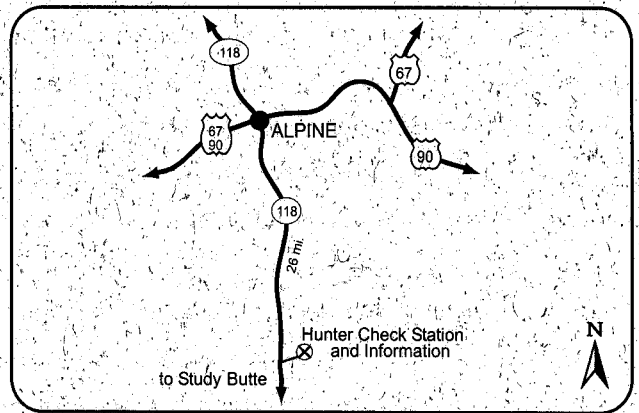 118
67
67
90
ALPINE
90
118
26 mi.
Hunter Check Station
and Information
N
to Study Butte